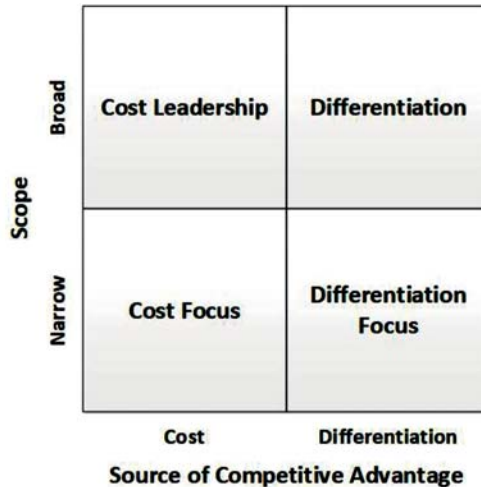 Scope
Broad
Cost Leadership
Differentiation
Narrow
Cost Focus
Differentiation
Focus
Cost
Differentiation
Source of Competitive Advantage